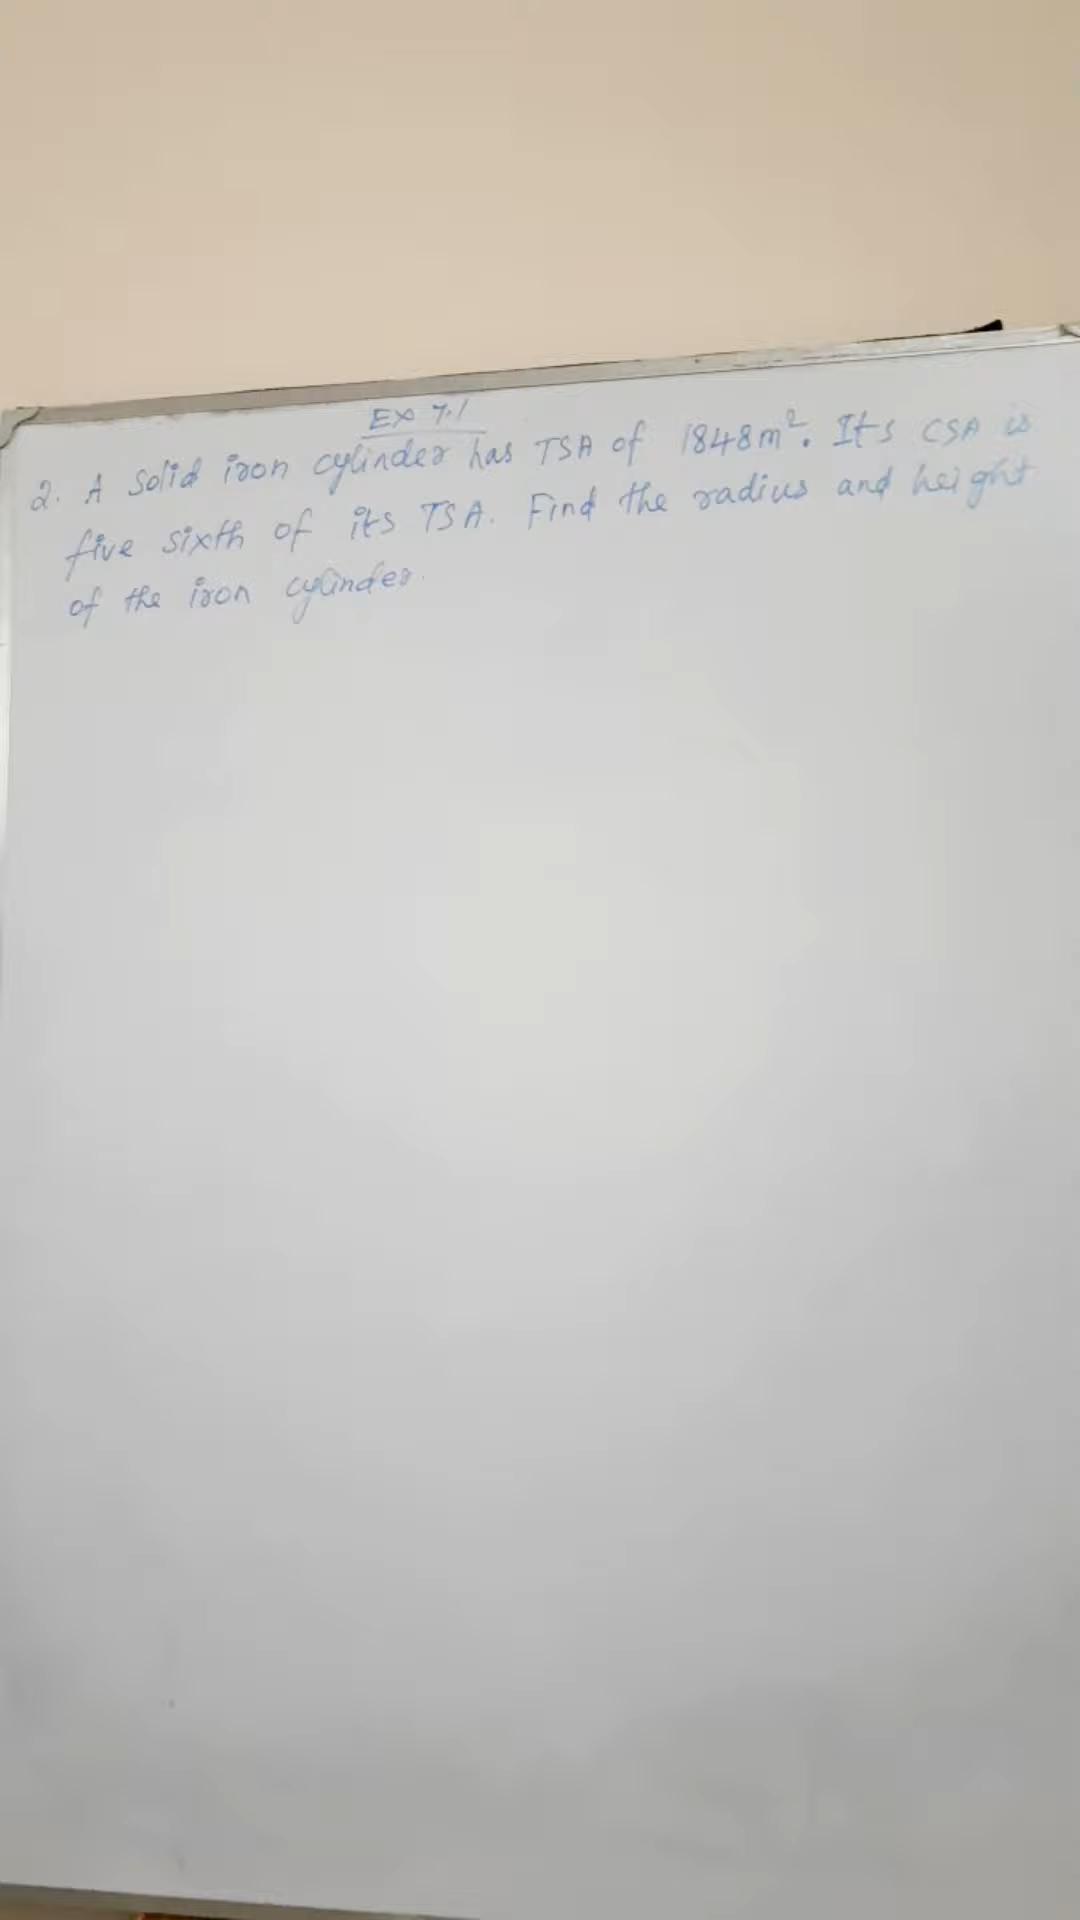 Ex 7.1
2. A Solid iron cylinder has TSA of 1848m². It's CSA is
five sixth of its TSA. Find the radius and height
of the iron cylinder.